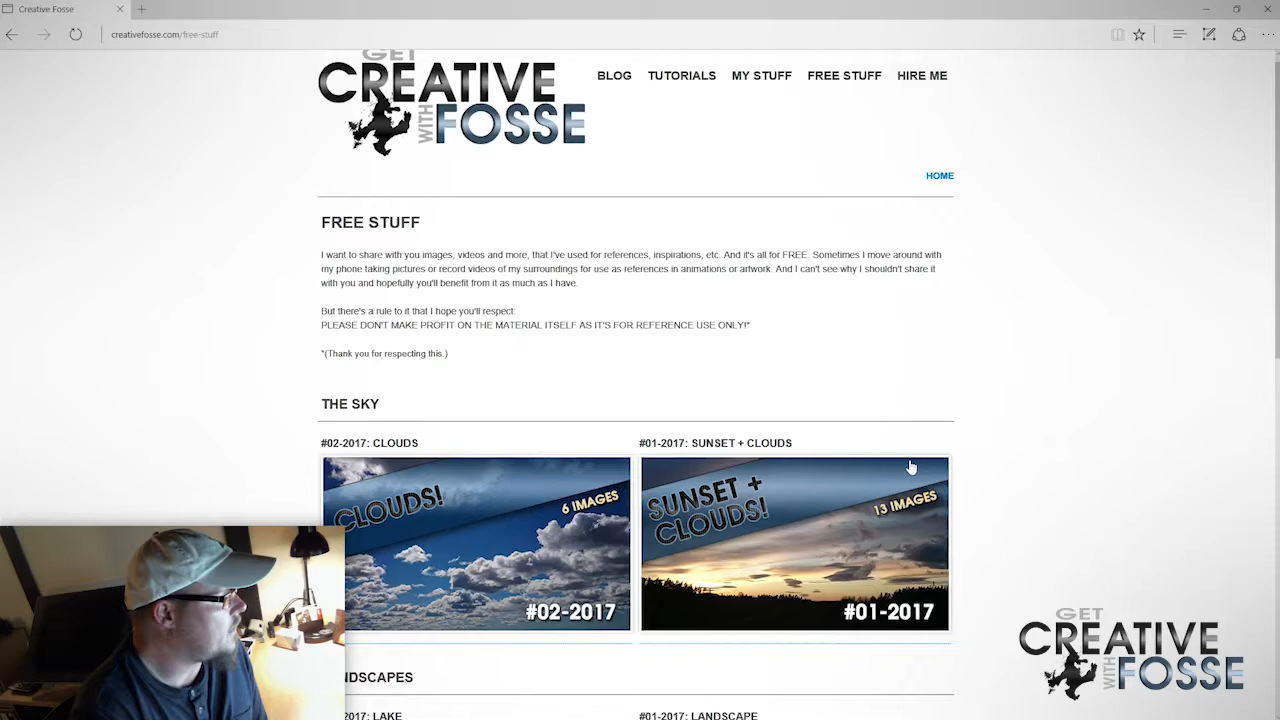 Creative Fosse
creativefosse.com/free-stuff
GET
CREATIVE
WITH
FOSSE
BLOG TUTORIALS MY STUFF FREE STUFF HIRE ME
HOME
FREE STUFF
I want to share with you images, videos and more, that I've used for references, inspirations, etc. And it's all for FREE. Sometimes I move around with
my phone taking pictures or record videos of my surroundings for use as references in animations or artwork. And I can't see why I shouldn't share it
with you and hopefully you'll benefit from it as much as I have.
But there's a rule to it that I hope you'll respect:
PLEASE DON'T MAKE PROFIT ON THE MATERIAL ITSELF AS IT'S FOR REFERENCE USE ONLY!*
*(Thank you for respecting this.)
THE SKY
#02-2017: CLOUDS
CLOUDS!
6 IMAGES
#02-2017
#01-2017: SUNSET + CLOUDS
SUNSET +
CLOUDS!
13 IMAGES
#01-2017
NDSCAPES
2017: LAKE
#01-2017: LANDSCAPE
GET
CREATIVE
WITH
FOSSE